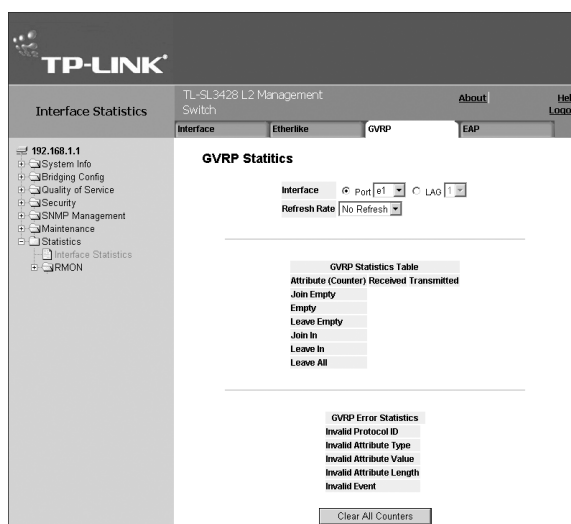 TP-LINK
Interface Statistics
TL-SL3428 L2 Management
Switch
About
Hel
Logo
Interface
Etherlike
GVRP
EAP
192.168.1.1
System Info
Bridging Config
Quality of Service
Security
SNMP Management
Maintenance
Statistics
Interface Statistics
RMON
GVRP Statitics
Interface Port e1 LAG 1
Refresh Rate No Refresh
GVRP Statistics Table
Attribute (Counter) Received Transmitted
Join Empty
Empty
Leave Empty
Join In
Leave In
Leave All
GVRP Error Statistics
Invalid Protocol ID
Invalid Attribute Type
Invalid Attribute Value
Invalid Attribute Length
Invalid Event
Clear All Counters